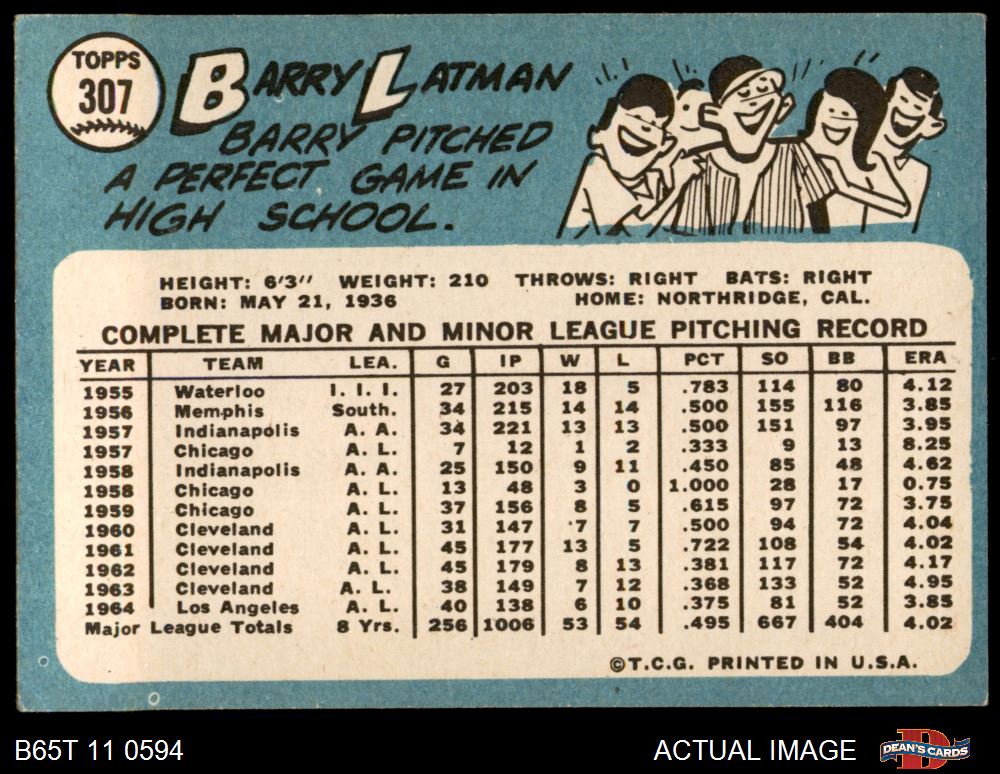 TOPPS
307
BARRY LATMAN
BARRY PITCHED
A PERFECT GAME IN
HIGH SCHOOL.
HEIGHT: 6'3" WEIGHT: 210 THROWS: RIGHT BATS: RIGHT
BORN: MAY 21, 1936 HOME: NORTHRIDGE, CAL.
COMPLETE MAJOR AND MINOR LEAGUE PITCHING RECORD
YEAR TEAM LEA. G IP W L PCT SO BB ERA
1955 Waterloo I. I. I. 27 203 18 5 .783 114 80 4.12
1956 Memphis South. 34 215 14 14 .500 155 116 3.85
1957 Indianapolis A. A. 34 221 13 13 .500 151 97 3.95
1957 Chicago A. L. 7 12 1 2 .333 9 13 8.25
1958 Indianapolis A. A. 25 150 9 11 .450 85 48 4.62
1958 Chicago A. L. 13 48 3 0 1.000 28 17 0.75
1959 Chicago A. L. 37 156 8 5 .615 97 72 3.75
1960 Cleveland A. L. 31 147 7 7 .500 94 72 4.04
1961 Cleveland A. L. 45 177 13 5 .722 108 54 4.02
1962 Cleveland A. L. 45 179 8 13 .381 117 72 4.17
1963 Cleveland A. L. 38 149 7 12 .368 133 52 4.95
1964 Los Angeles A. L. 40 138 6 10 .375 81 52 3.85
Major League Totals 8 Yrs. 256 1006 53 54 .495 667 404 4.02
©T.C.G. PRINTED IN U.S.A.
B65T 11 0594 ACTUAL IMAGE DEAN'S CARDS